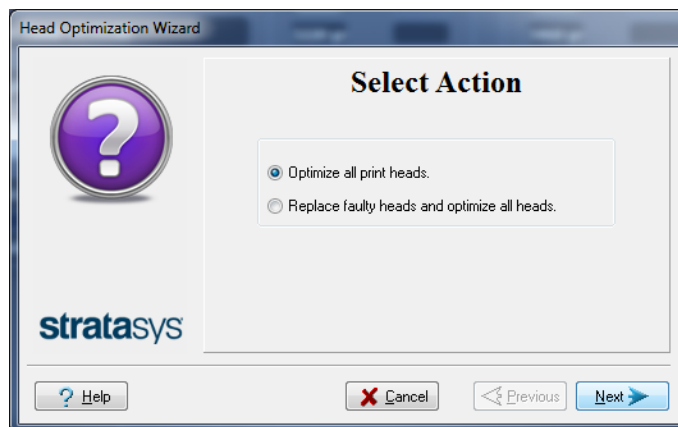 Head Optimization Wizard
Select Action
Optimize all print heads.
Replace faulty heads and optimize all heads.
stratasys
? Help
Cancel
Previous
Next